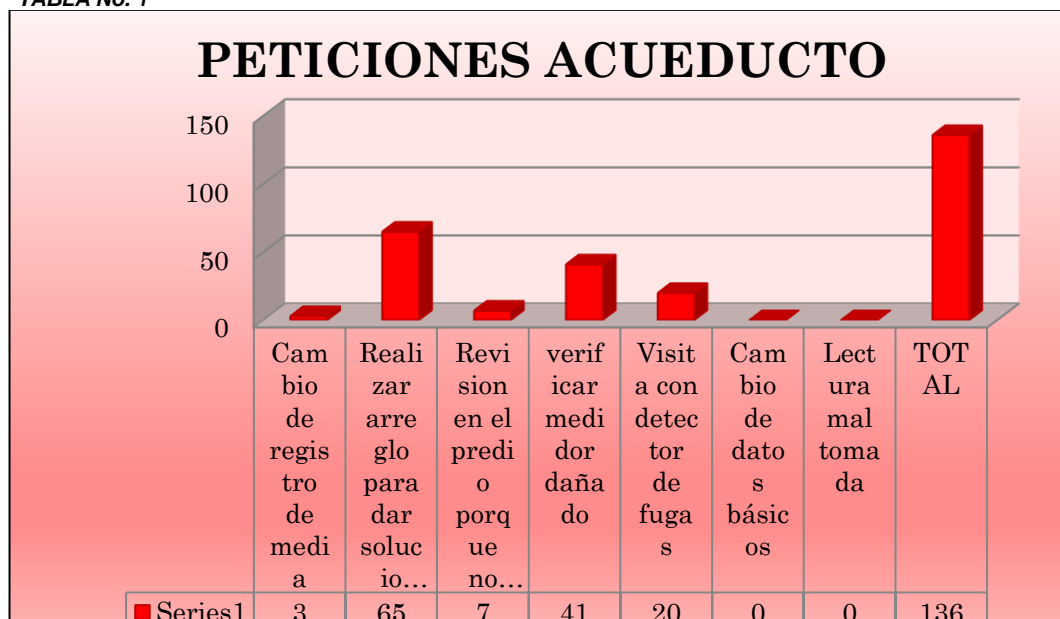 TABLA No. 1
PETICIONES ACUEDUCTO
150
100
50
0
Cam
bio
de
regis
tro
de
medi
a
Reali
zar
arre
glo
para
dar
soluc
io…
Revi
sion
en el
predi
o
porq
ue
no…
verif
icar
medi
dor
daña
do
Visit
a con
detec
tor
de
fuga
s
Cam
bio
de
dato
s
básic
os
Lect
ura
mal
toma
da
TOT
AL
Series1 3 65 7 41 20 0 0 136